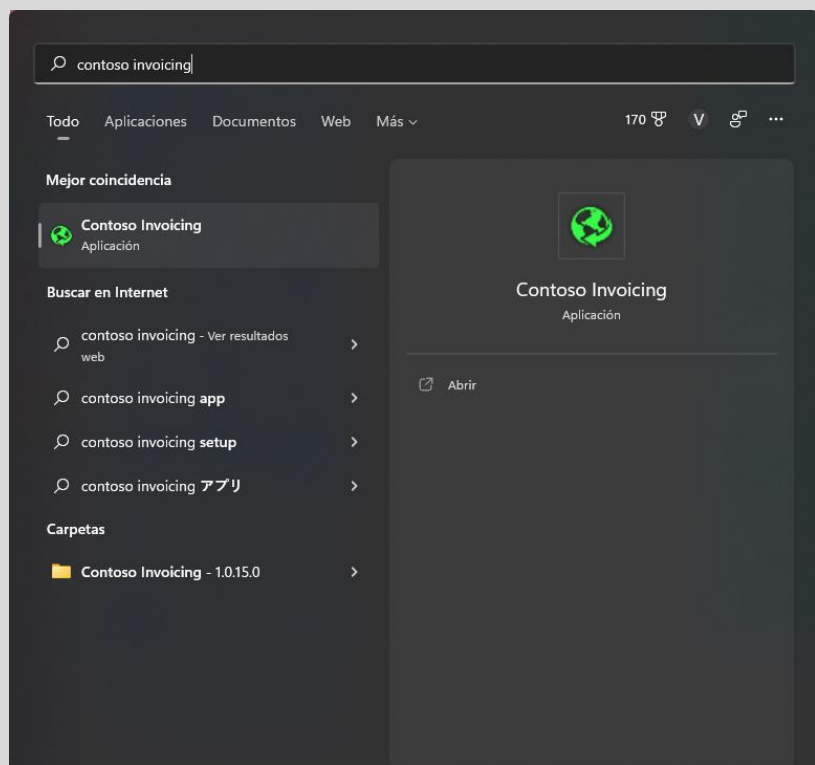 contoso invoicing
Todo Aplicaciones Documentos Web Más 170 V
Mejor coincidencia
Contoso Invoicing
Aplicación
Buscar en Internet
contoso invoicing - Ver resultados
web
contoso invoicing app
contoso invoicing setup
contoso invoicing アプリ
Carpetas
Contoso Invoicing - 1.0.15.0
Contoso Invoicing
Aplicación
Abrir